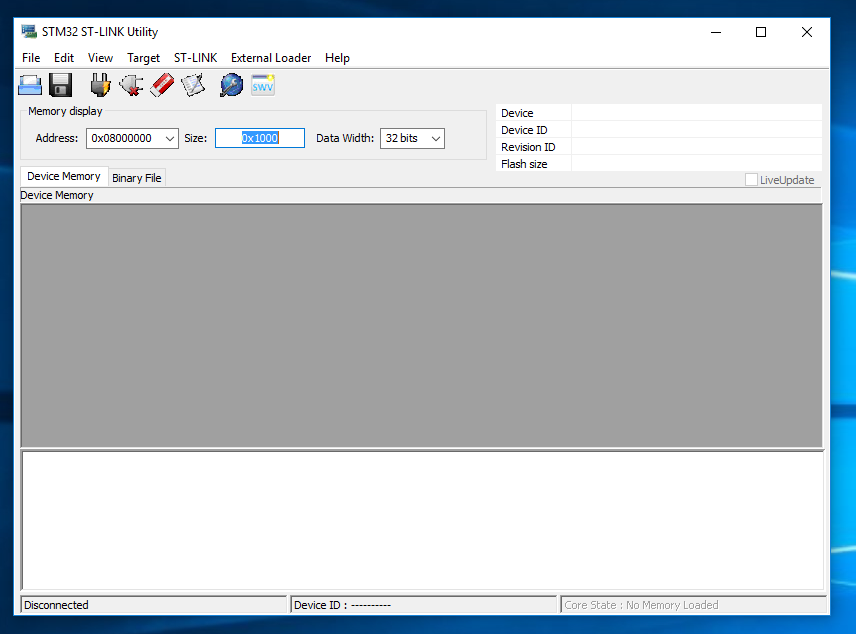 STM32 ST-LINK Utility
File Edit View Target ST-LINK External Loader Help
SWV
Memory display
Address: 0x08000000 Size: 0x1000 Data Width: 32 bits
Device
Device ID
Revision ID
Flash size
LiveUpdate
Device Memory Binary File
Device Memory
Disconnected Device ID : ---------- Core State : No Memory Loaded